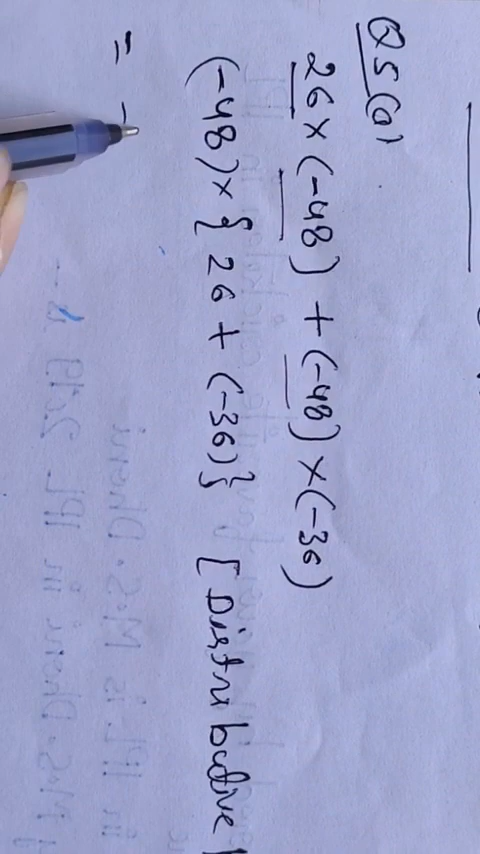 Q5(a)
26 × (-48) + (-48) × (-36)
(-48) × { 26 + (-36)} [Distributive
= -